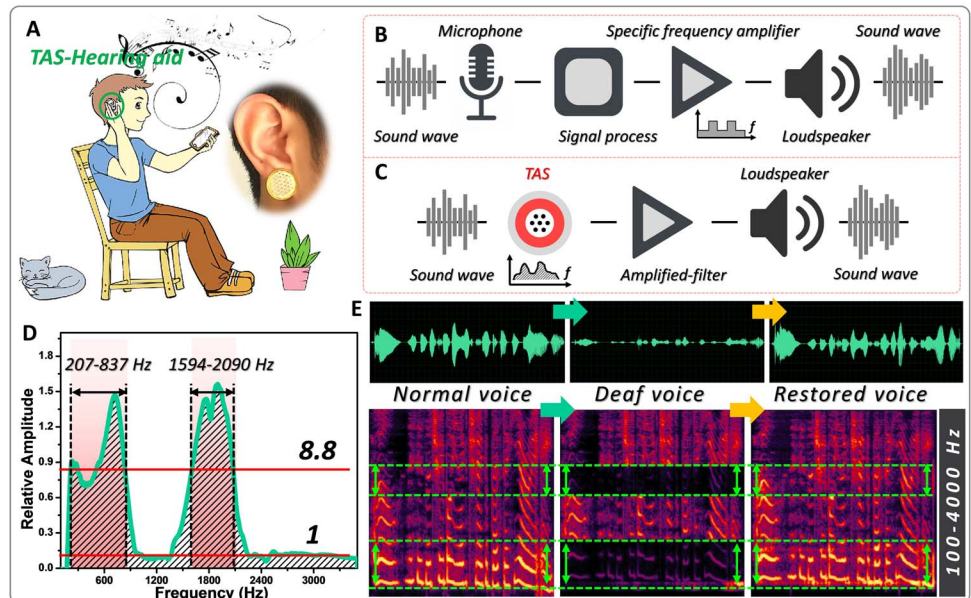 A
TAS-Hearing aid
B
Microphone
Specific frequency amplifier
Sound wave
Sound wave
Signal process
f
Loudspeaker
C
TAS
Loudspeaker
f
Sound wave
Amplified-filter
Sound wave
D
207-837 Hz
1594-2090 Hz
8.8
1
Relative Amplitude
1.8
1.5
1.2
0.9
0.6
0.3
0.0
600
1200
1800
2400
3000
Frequency (Hz)
E
Normal voice
Deaf voice
Restored voice
100-4000 Hz